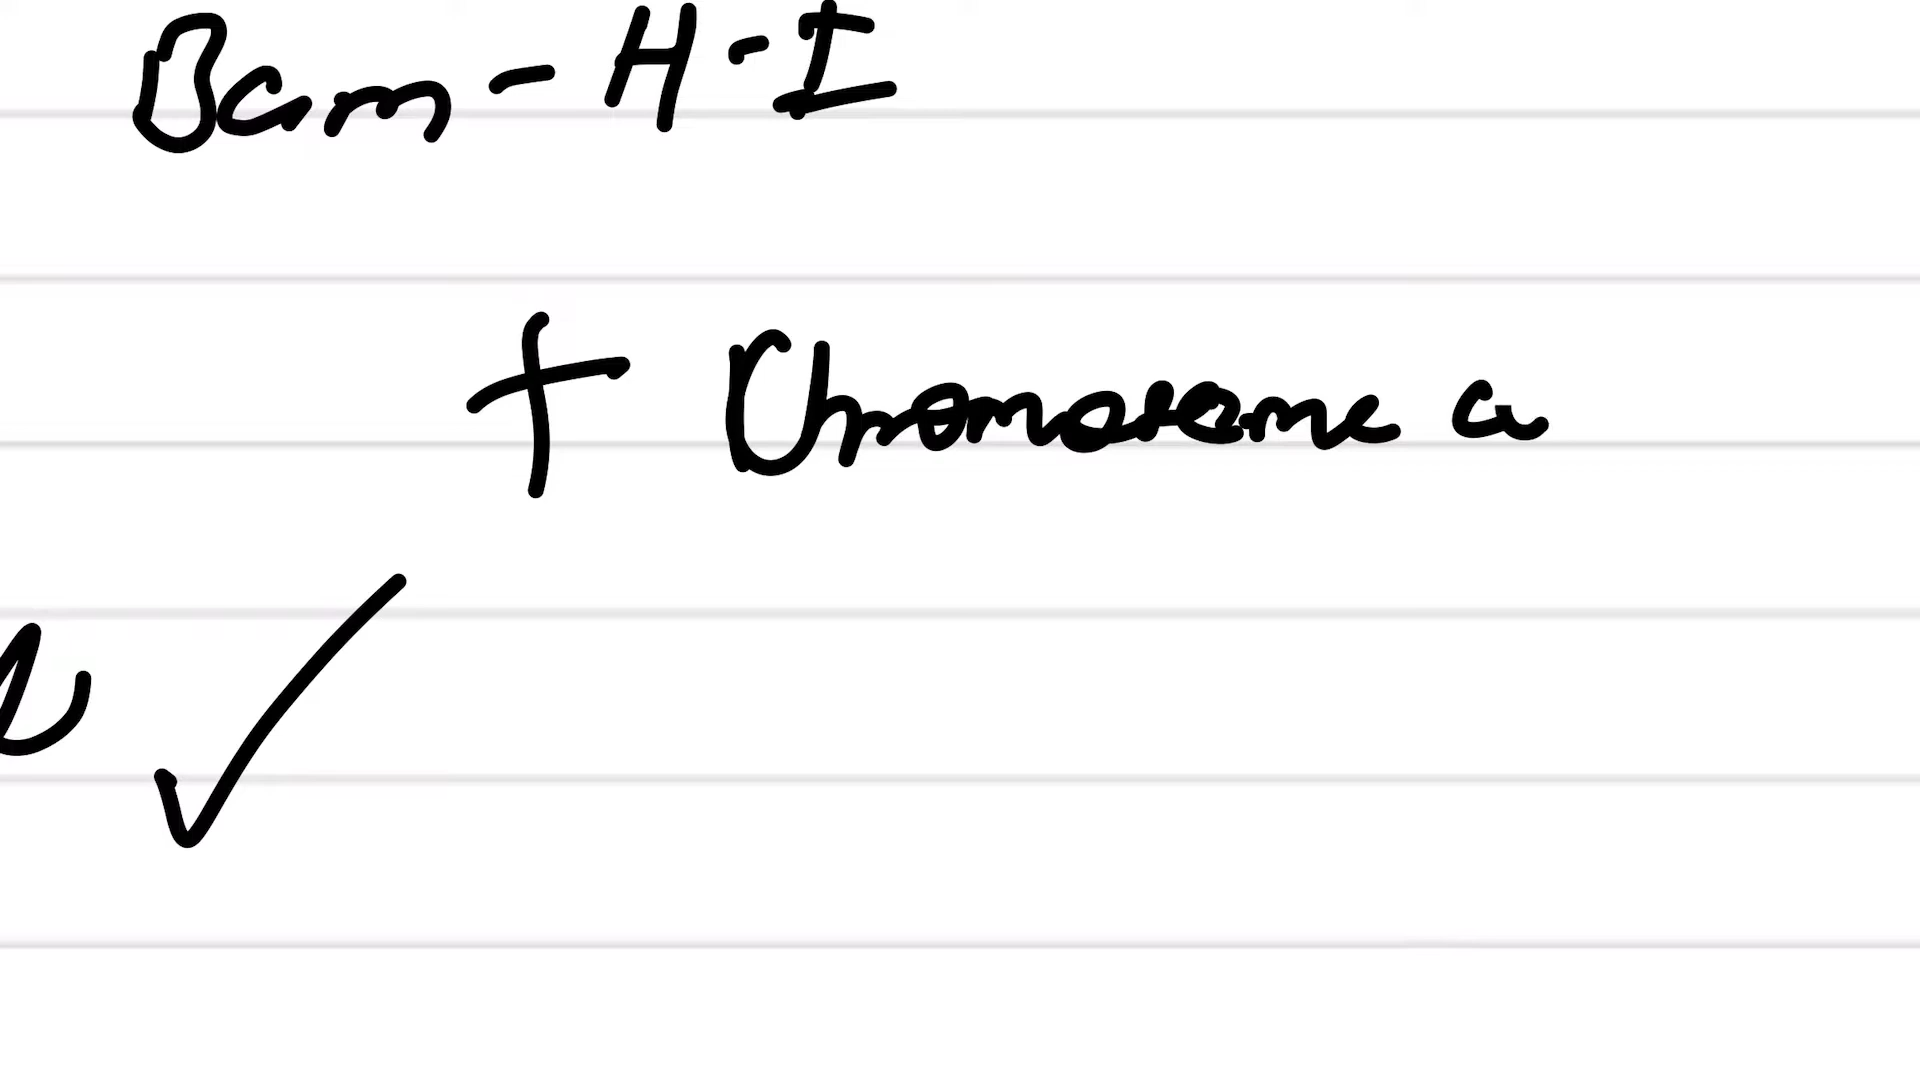 Bam-H-I
+ Chromosome a
✓